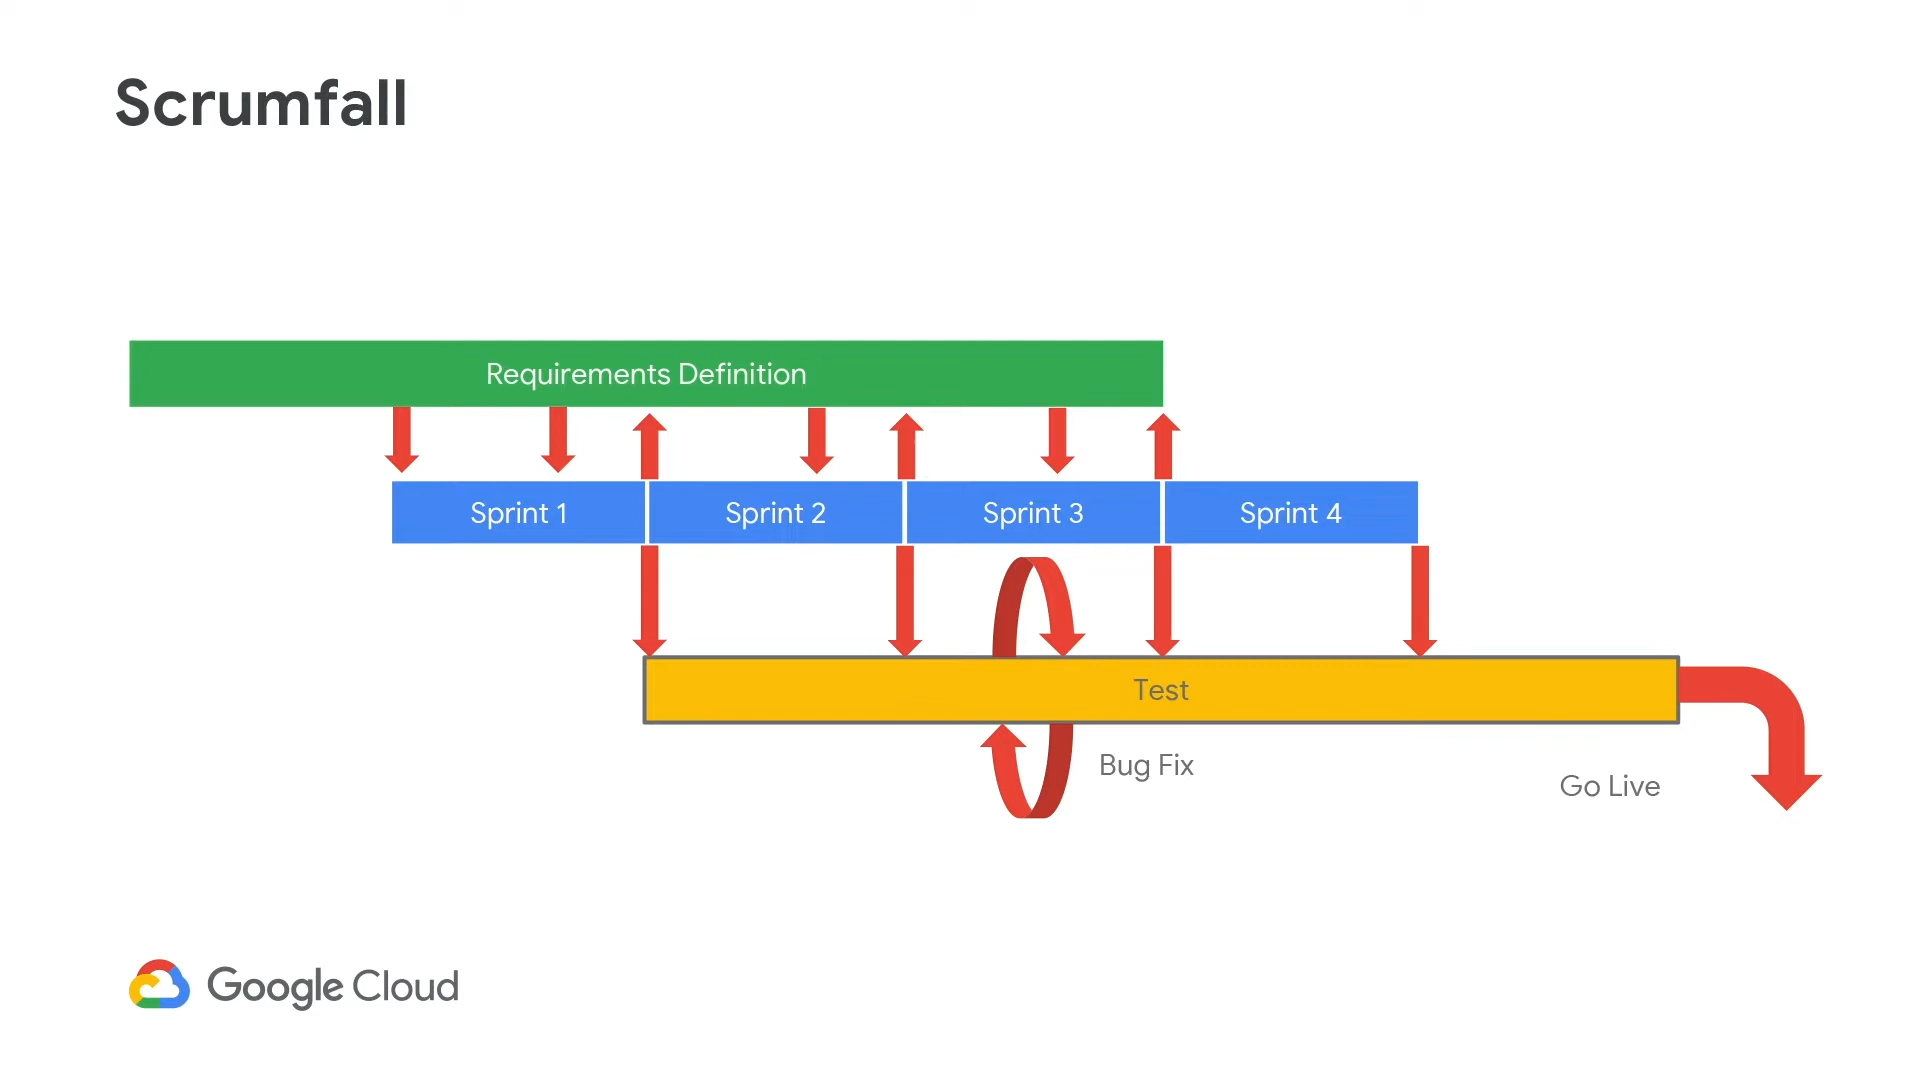 Scrumfall
Requirements Definition
Sprint 1
Sprint 2
Sprint 3
Sprint 4
Test
Bug Fix
Go Live
Google Cloud